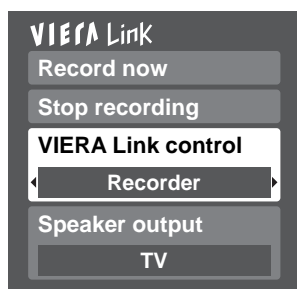 VIERA Link
Record now
Stop recording
VIERA Link control
Recorder
Speaker output
TV